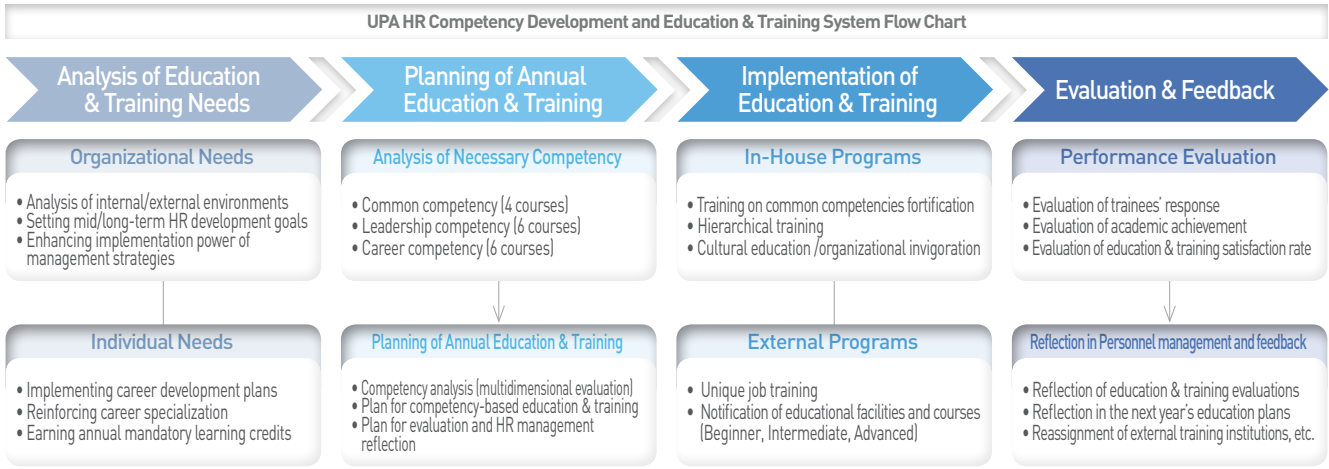 UPA HR Competency Development and Education & Training System Flow Chart
Analysis of Education
& Training Needs
Planning of Annual
Education & Training
Implementation of
Education & Training
Evaluation & Feedback
Organizational Needs
• Analysis of internal/external environments
• Setting mid/long-term HR development goals
• Enhancing implementation power of
management strategies
Individual Needs
• Implementing career development plans
• Reinforcing career specialization
• Earning annual mandatory learning credits
Analysis of Necessary Competency
• Common competency (4 courses)
• Leadership competency (6 courses)
• Career competency (6 courses)
Planning of Annual Education & Training
• Competency analysis (multidimensional evaluation)
• Plan for competency-based education & training
• Plan for evaluation and HR management
reflection
In-House Programs
• Training on common competencies fortification
• Hierarchical training
• Cultural education /organizational invigoration
External Programs
• Unique job training
• Notification of educational facilities and courses
(Beginner, Intermediate, Advanced)
Performance Evaluation
• Evaluation of trainees' response
• Evaluation of academic achievement
• Evaluation of education & training satisfaction rate
Reflection in Personnel management and feedback
• Reflection of education & training evaluations
• Reflection in the next year's education plans
• Reassignment of external training institutions, etc.